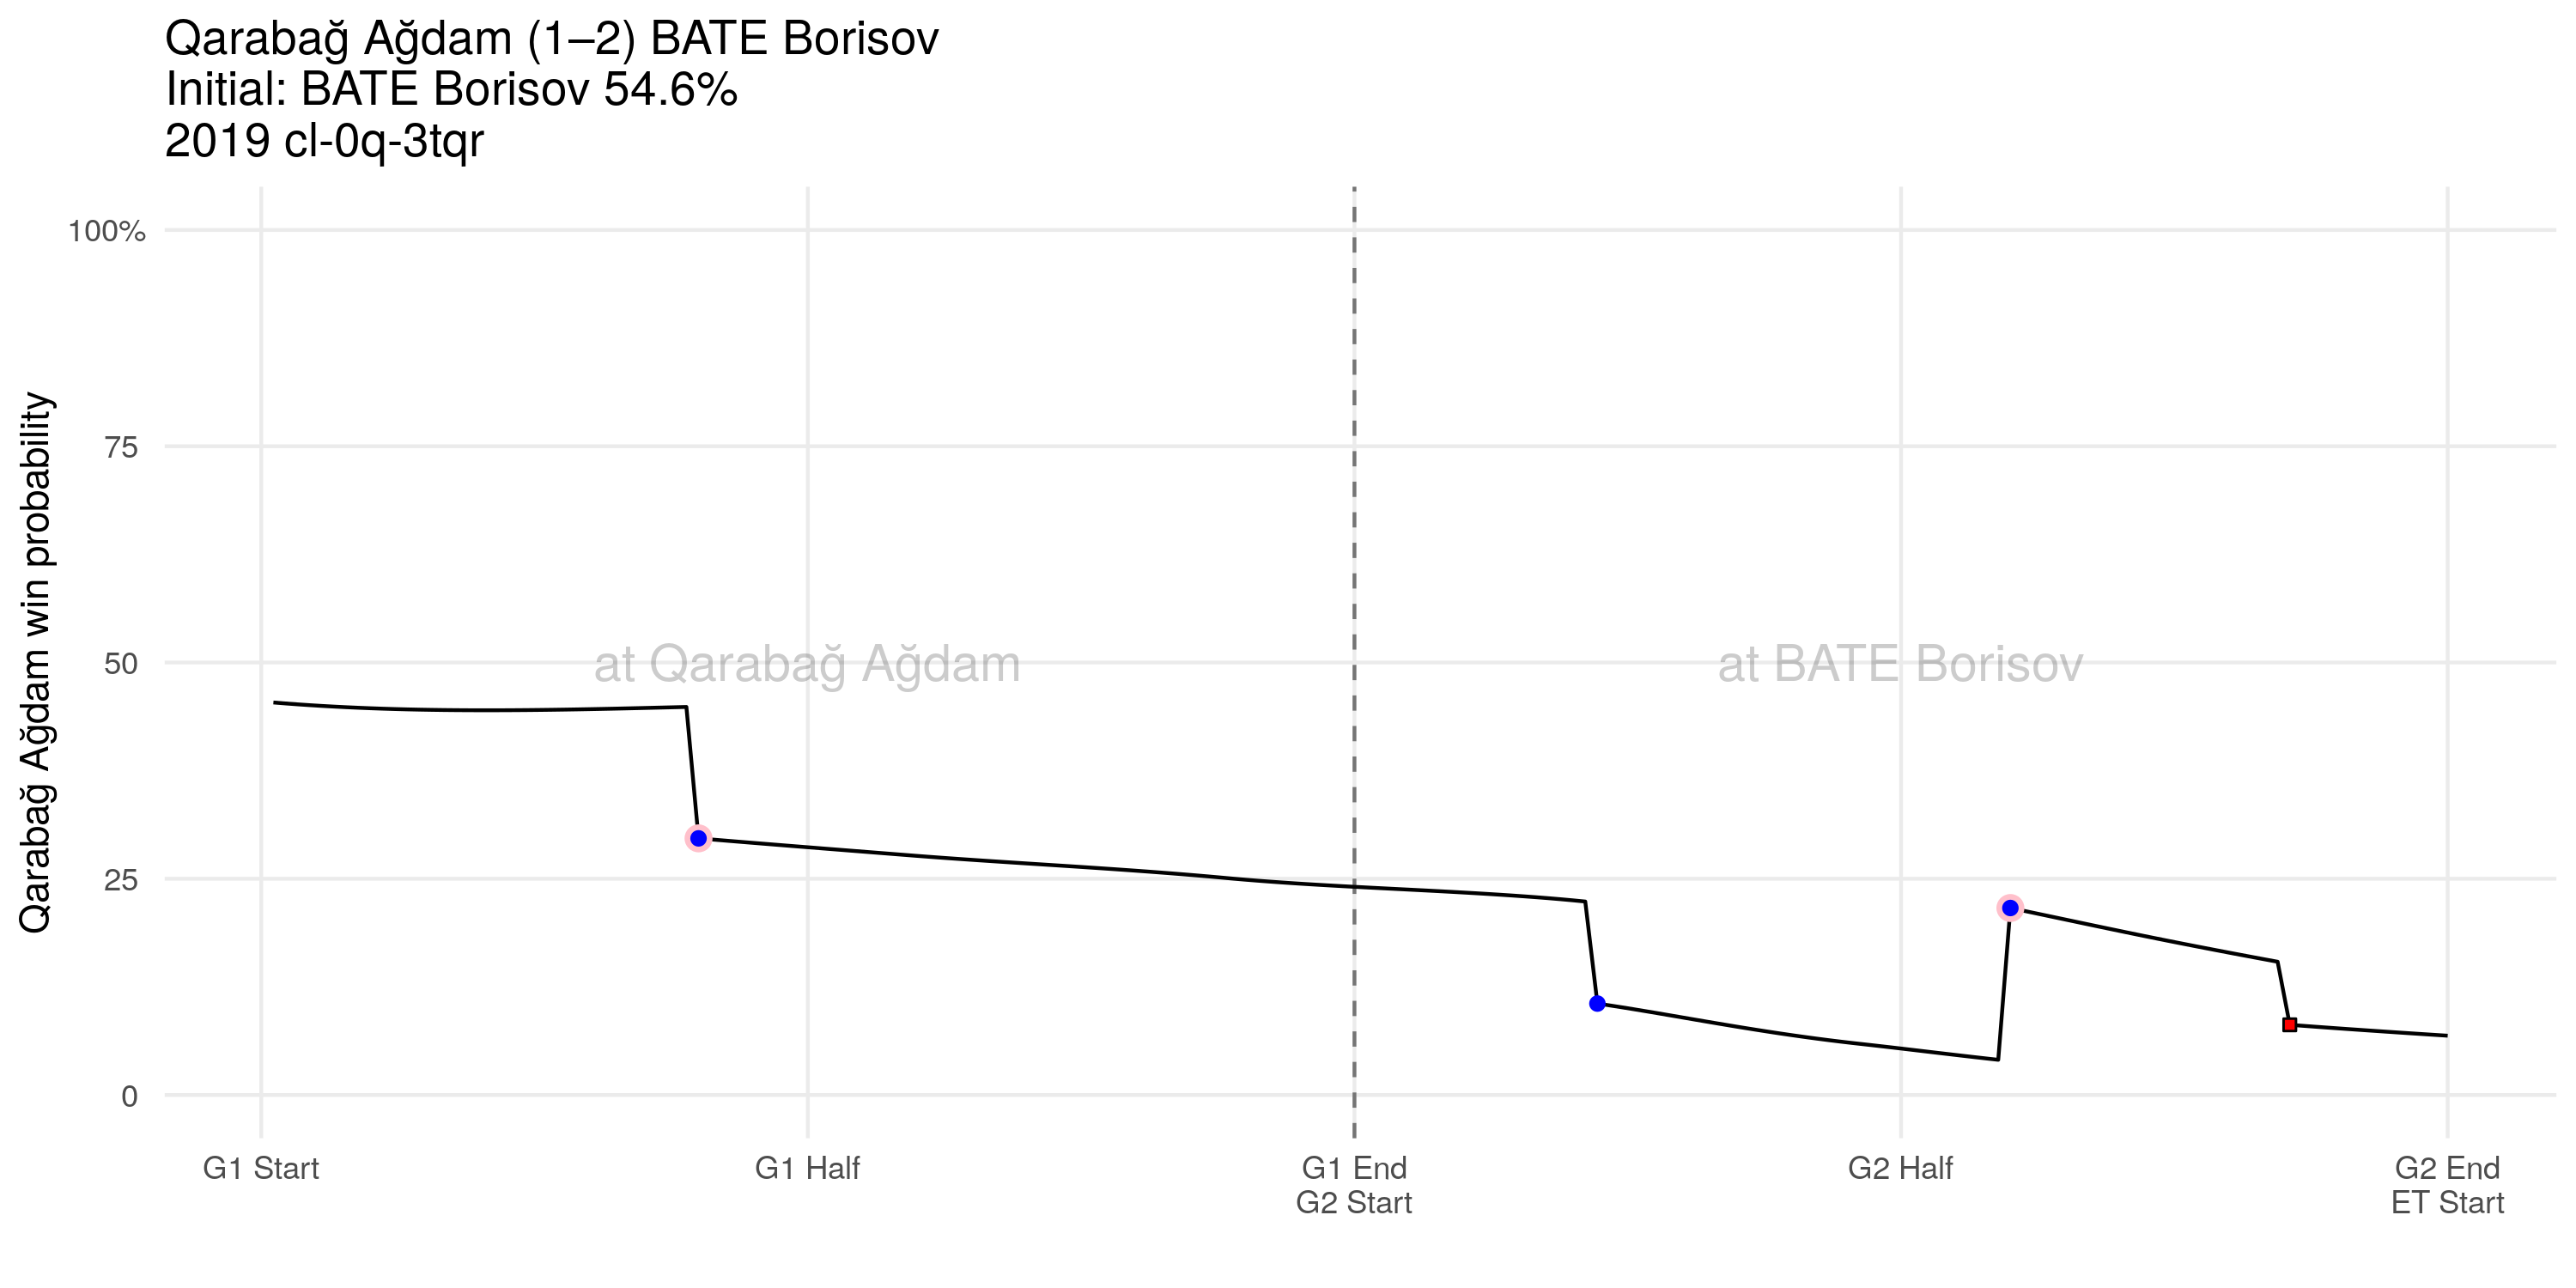 Qarabağ Ağdam (1–2) BATE Borisov
Initial: BATE Borisov 54.6%
2019 cl-0q-3tqr
Qarabağ Ağdam win probability
100%
75
50
25
0
at Qarabağ Ağdam
at BATE Borisov
G1 Start
G1 Half
G1 End
G2 Start
G2 Half
G2 End
ET Start